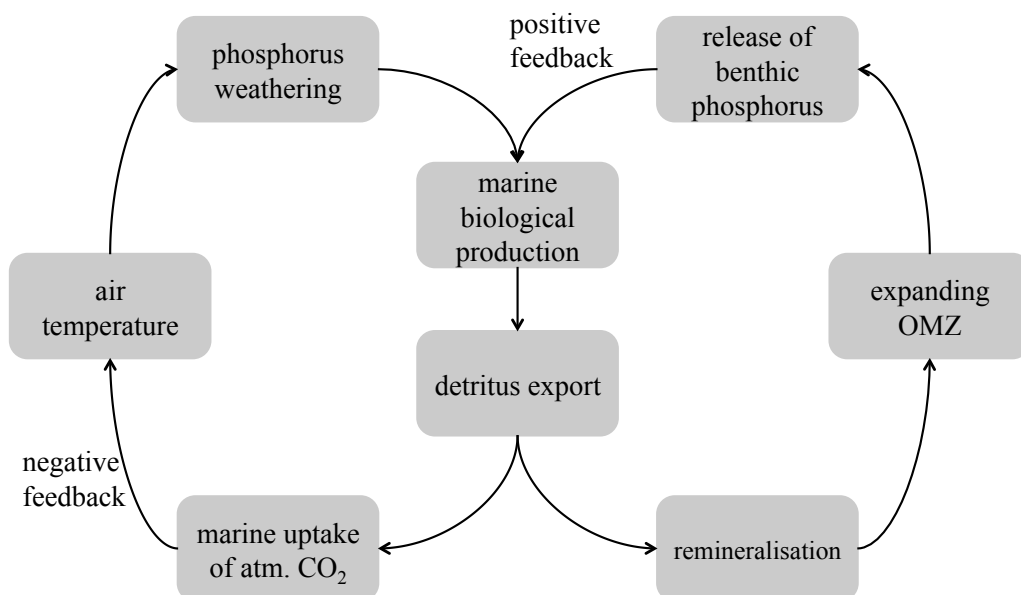 phosphorus
weathering
positive
feedback
release of
benthic
phosphorus
marine
biological
production
air
temperature
expanding
OMZ
detritus export
negative
feedback
marine uptake
of atm. CO₂
remineralisation